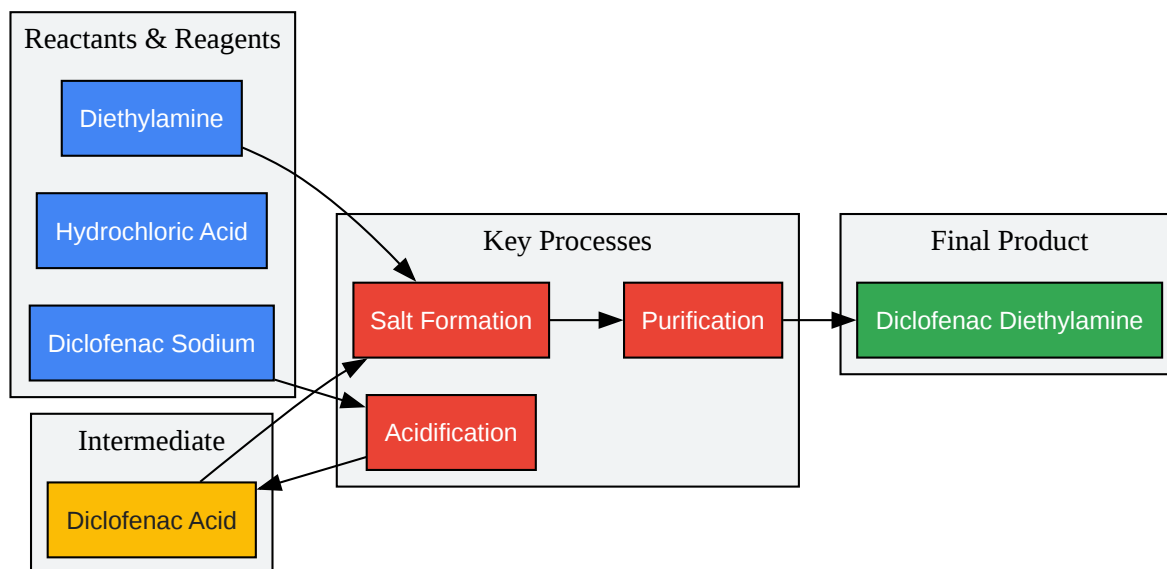 Reactants & Reagents
Diethylamine
Hydrochloric Acid
Diclofenac Sodium
Intermediate
Diclofenac Acid
Key Processes
Salt Formation
Purification
Acidification
Final Product
Diclofenac Diethylamine